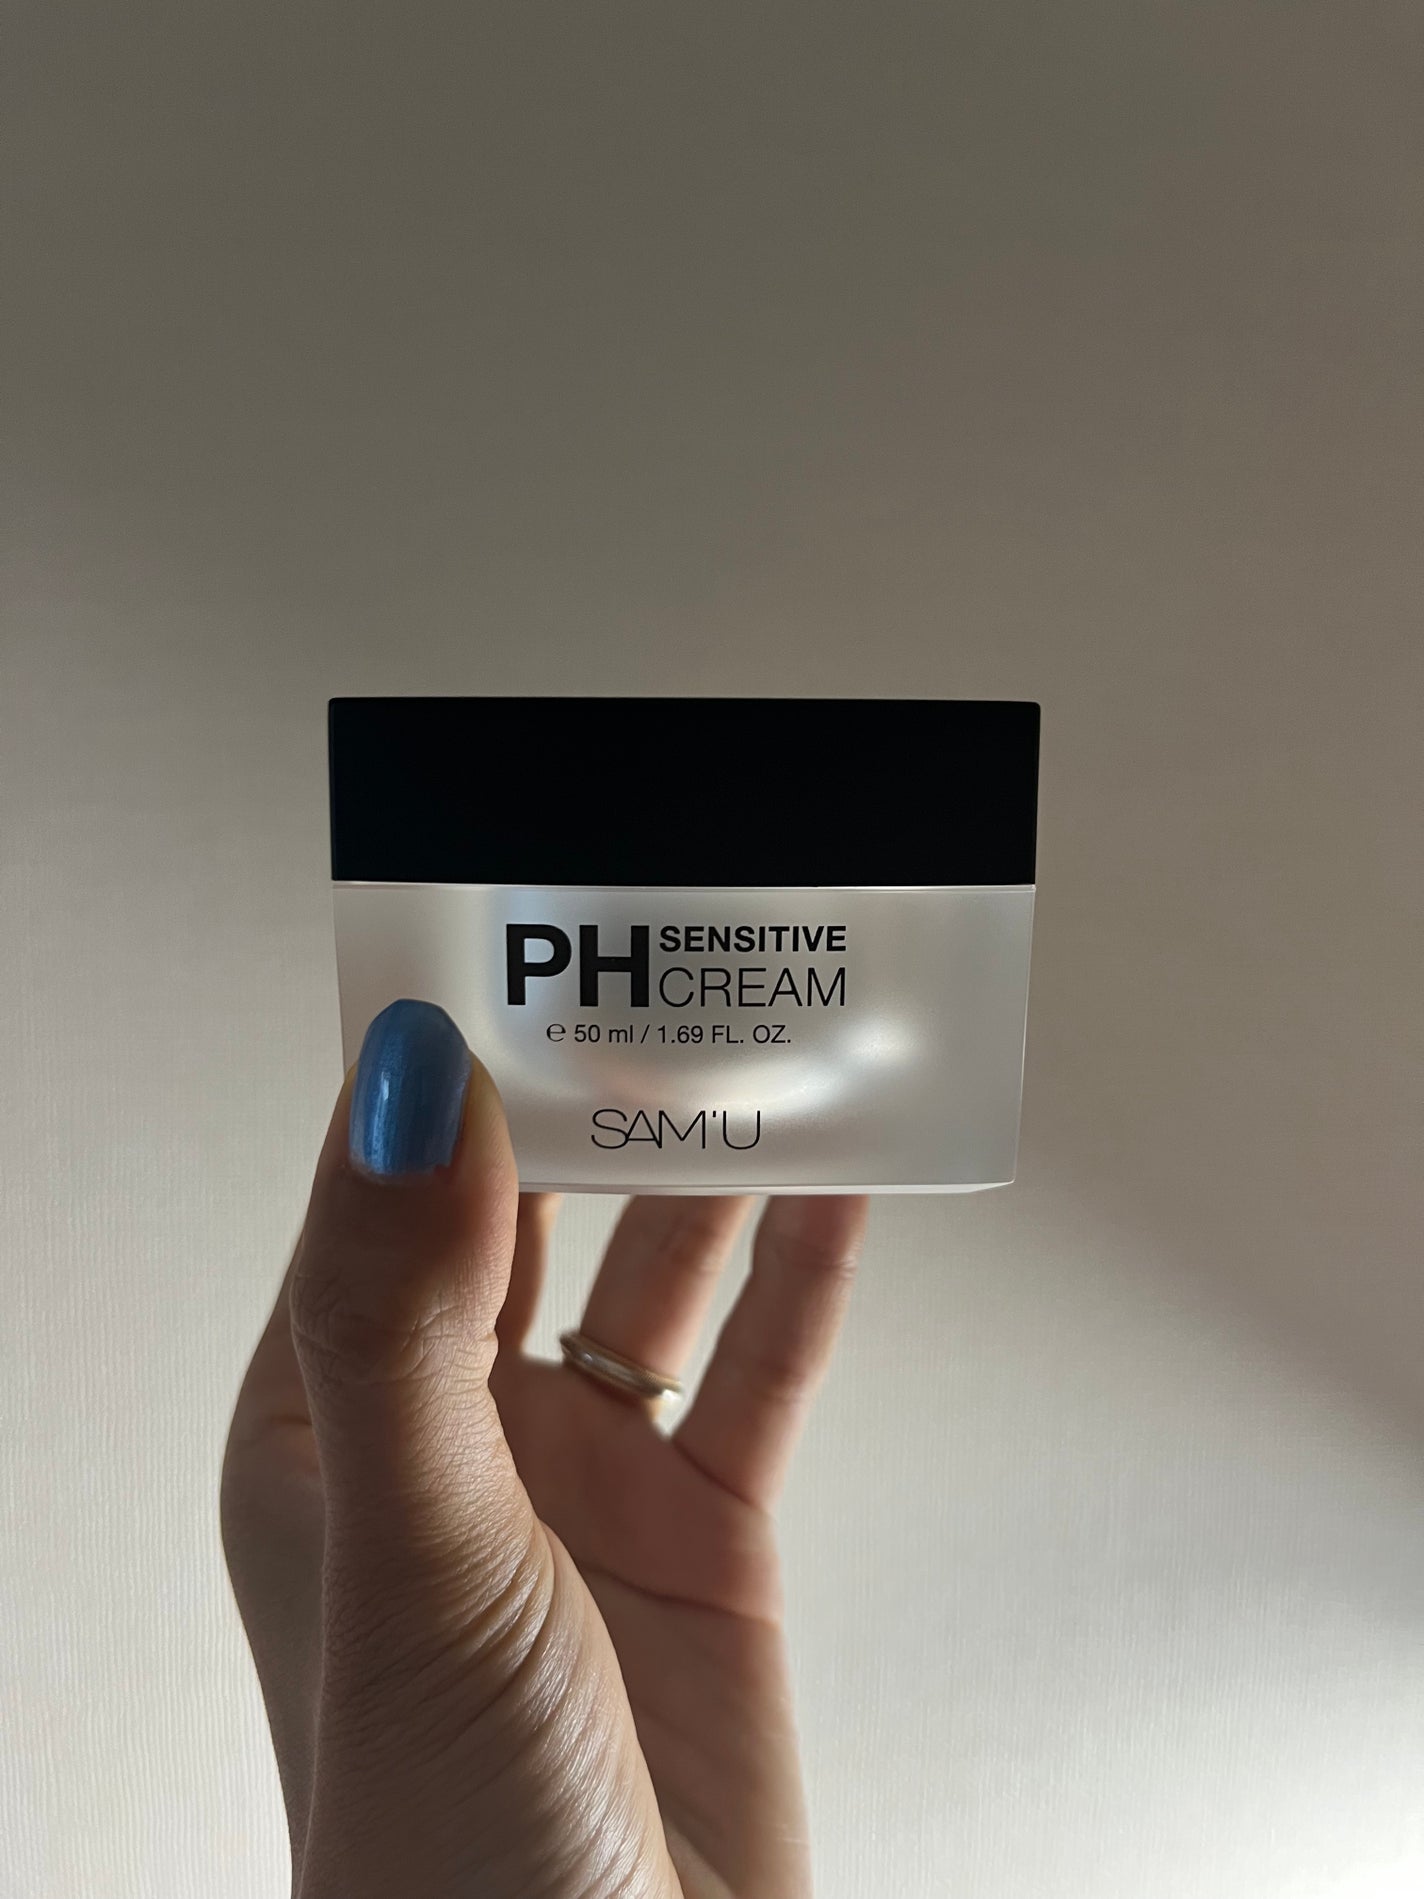 PH SENSITIVE
CREAM
℮ 50 ml / 1.69 FL. OZ.
SAM'U